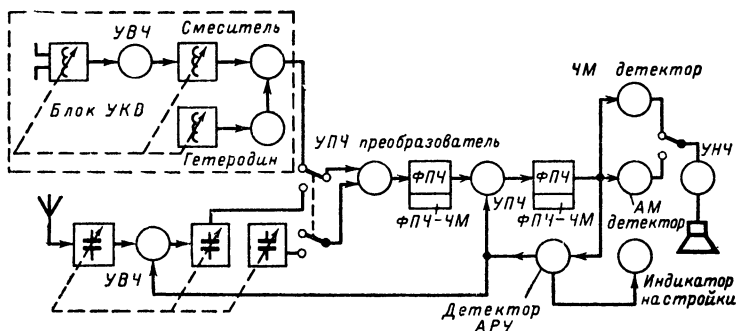 УВЧ
Смеситель
Блок УКВ
Гетеродин
ЧМ детектор
УПЧ преобразователь
УНЧ
ФПЧ
ФПЧ
УПЧ
ФПЧ-ЧМ
ФПЧ-ЧМ
АМ
детектор
УВЧ
Детектор
АРУ
Индикатор
настройки